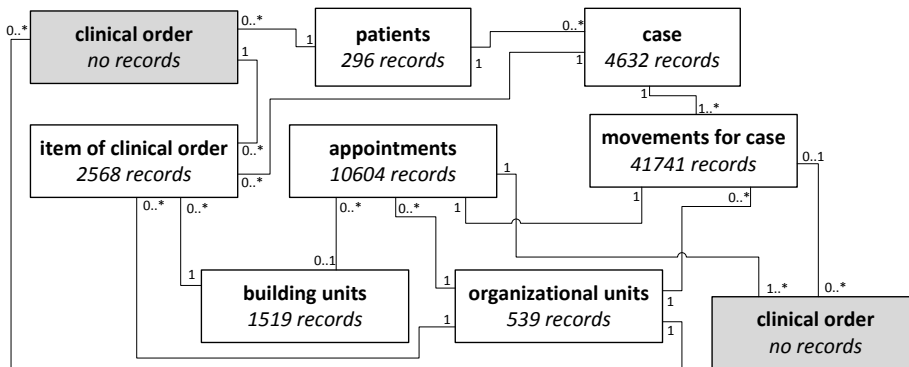 0..*
clinical order
no records
0..*
1
patients
296 records
1
0..*
case
4632 records
1
1
1
item of clinical order
2568 records
0..*
0..*
appointments
10604 records
1
1..*
movements for case
41741 records
0..1
0..*
0..*
0..*
0..*
1
1
0..*
1
0..1
building units
1519 records
1
1
organizational units
539 records
1
1
1..*
0..*
clinical order
no records